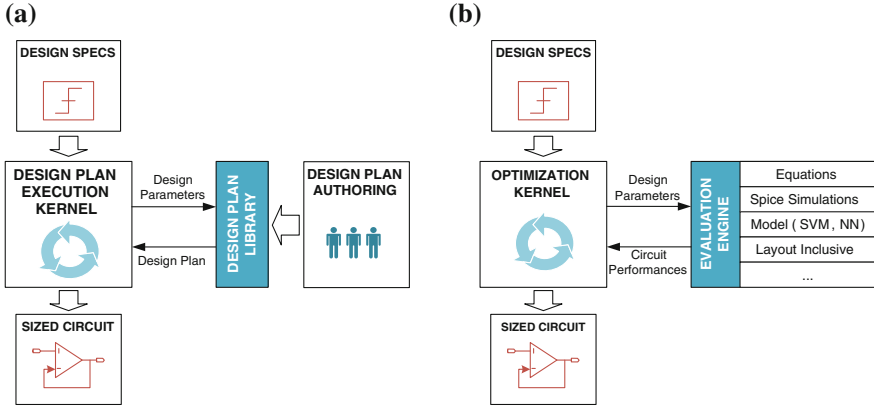 (a)
DESIGN SPECS
DESIGN PLAN
EXECUTION
KERNEL
Design
Parameters
Design Plan
DESIGN PLAN
LIBRARY
DESIGN PLAN
AUTHORING
SIZED CIRCUIT
(b)
DESIGN SPECS
OPTIMIZATION
KERNEL
Design
Parameters
Circuit
Performances
EVALUATION
ENGINE
Equations
Spice Simulations
Model ( SVM , NN )
Layout Inclusive
...
SIZED CIRCUIT